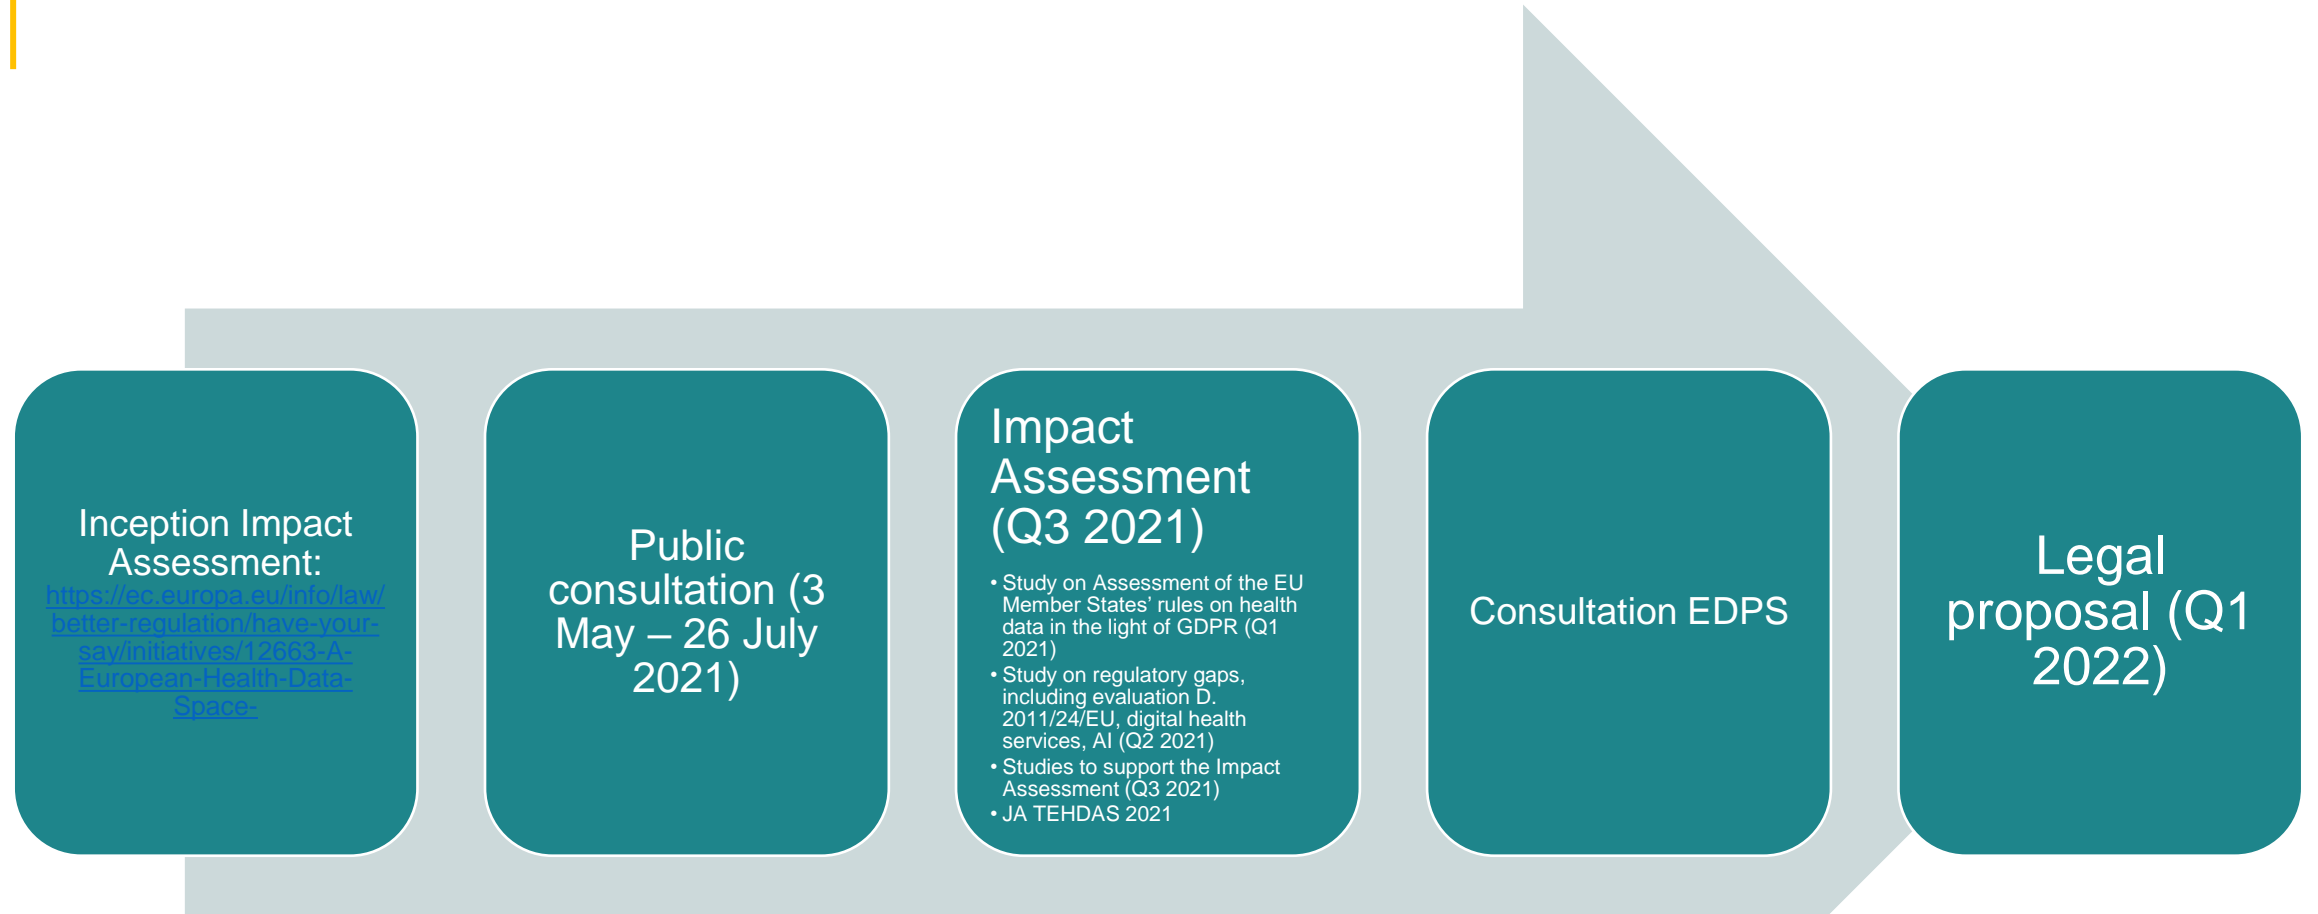 Inception Impact
Assessment:
https://ec.europa.eu/info/law/
better-regulation/have-your-
say/initiatives/12663-A-
European-Health-Data-
Space-
Public
consultation (3
May – 26 July
2021)
Impact
Assessment
(Q3 2021)
• Study on Assessment of the EU
Member States’ rules on health
data in the light of GDPR (Q1
2021)
• Study on regulatory gaps,
including evaluation D.
2011/24/EU, digital health
services, AI (Q2 2021)
• Studies to support the Impact
Assessment (Q3 2021)
• JA TEHDAS 2021
Consultation EDPS
Legal
proposal (Q1
2022)